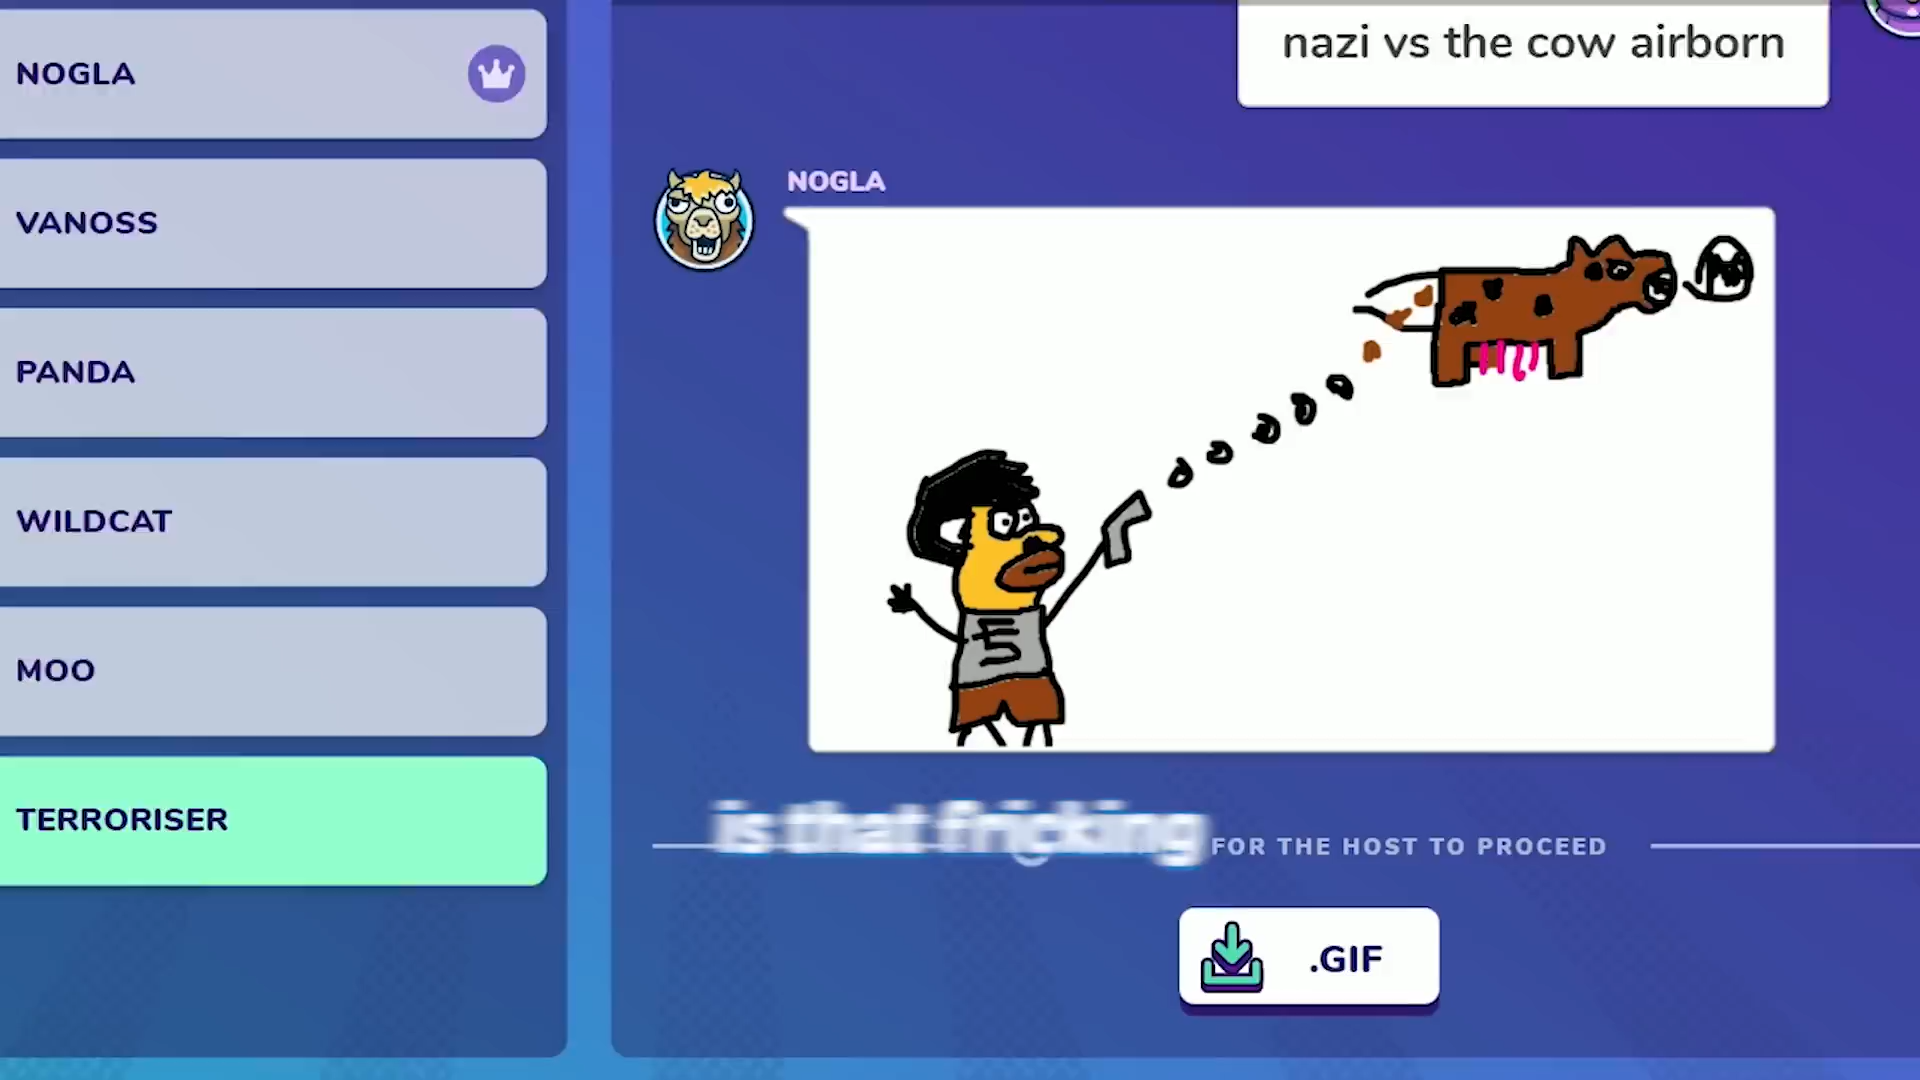 NOGLA
VANOSS
PANDA
WILDCAT
MOO
TERRORISER
nazi vs the cow airborn
NOGLA
5
is that fricking
FOR THE HOST TO PROCEED
.GIF